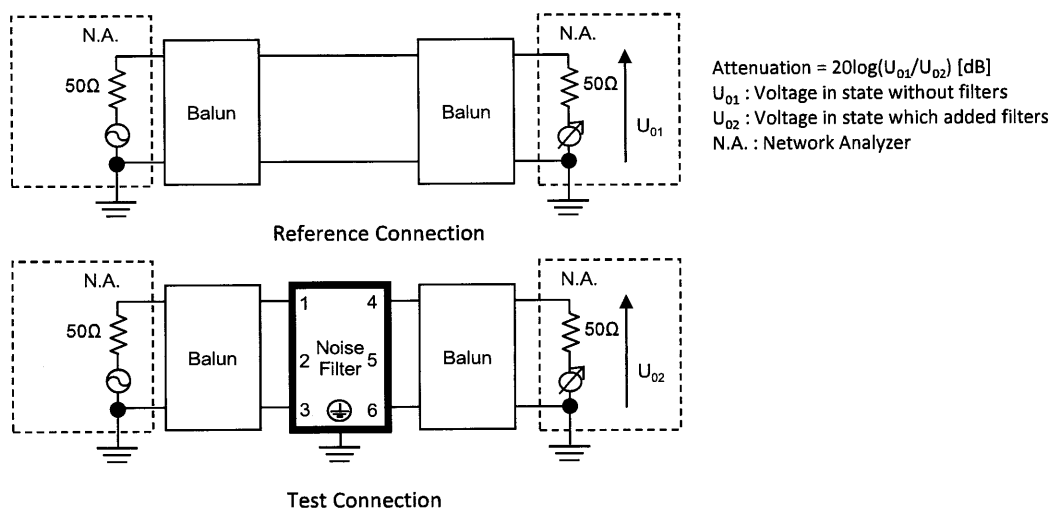 N.A.
50Ω
Balun
Balun
N.A.
50Ω
U01
Attenuation = 20log(U01/U02) [dB]
U01 : Voltage in state without filters
U02 : Voltage in state which added filters
N.A. : Network Analyzer
Reference Connection
N.A.
50Ω
Balun
1 4
2 Noise Filter 5
3 6
Balun
N.A.
50Ω
U02
Test Connection